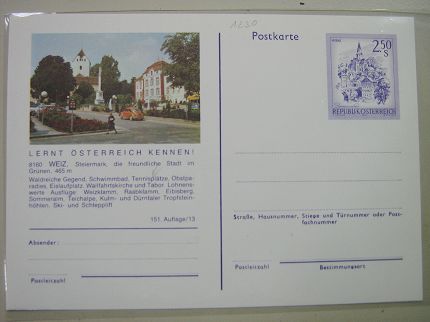 1230
Postkarte
2.50
S
REPUBLIK ÖSTERREICH
LERNT ÖSTERREICH KENNEN!
8160 WEIZ, Steiermark, die freundliche Stadt im
Grünen, 465 m
Waldreiche Gegend, Schwimmbad, Tennisplätze, Obstpa-
radies, Eislaufplatz, Wallfahrtskirche und Tabor. Lohnens-
werte Ausflüge: Weizklamm, Raabklamm, Erbisberg,
Sommeralm, Teichalpe, Kulm- und Dürntaler Tropfstein-
höhlen. Ski- und Schlepplift
151. Auflage/13
Absender:
Postleitzahl
Straße, Hausnummer, Stiege und Türnummer oder Post-
fachnummer
Postleitzahl
Bestimmungsort